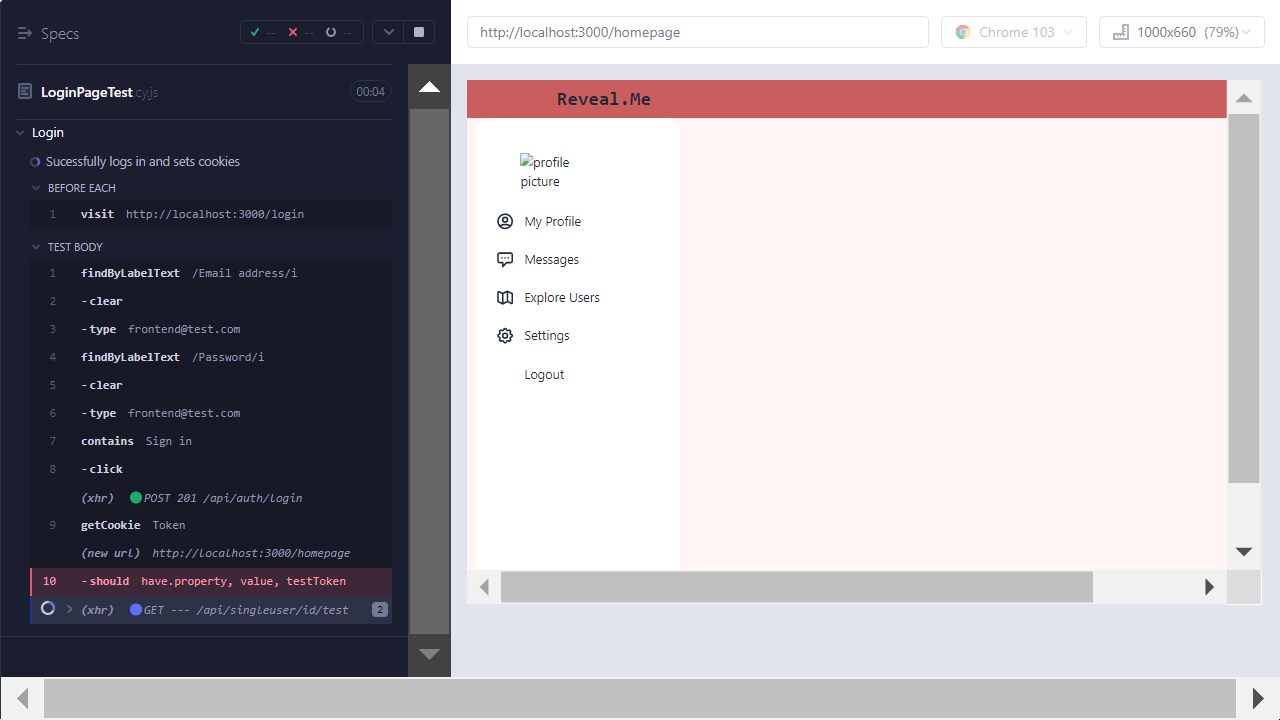 Specs
-- -- --
http://localhost:3000/homepage
Chrome 103
1000x660 (79%)
LoginPageTest.cy.js
00:04
Reveal.Me
Login
Sucessfully logs in and sets cookies
BEFORE EACH
1 visit http://localhost:3000/login
TEST BODY
1 findByLabelText /Email address/i
2 -clear
3 -type frontend@test.com
4 findByLabelText /Password/i
5 -clear
6 -type frontend@test.com
7 contains Sign in
8 -click
(xhr) POST 201 /api/auth/login
9 getCookie Token
(new url) http://localhost:3000/homepage
10 -should have.property, value, testToken
(xhr) GET --- /api/singleuser/id/test 2
profile
picture
My Profile
Messages
Explore Users
Settings
Logout